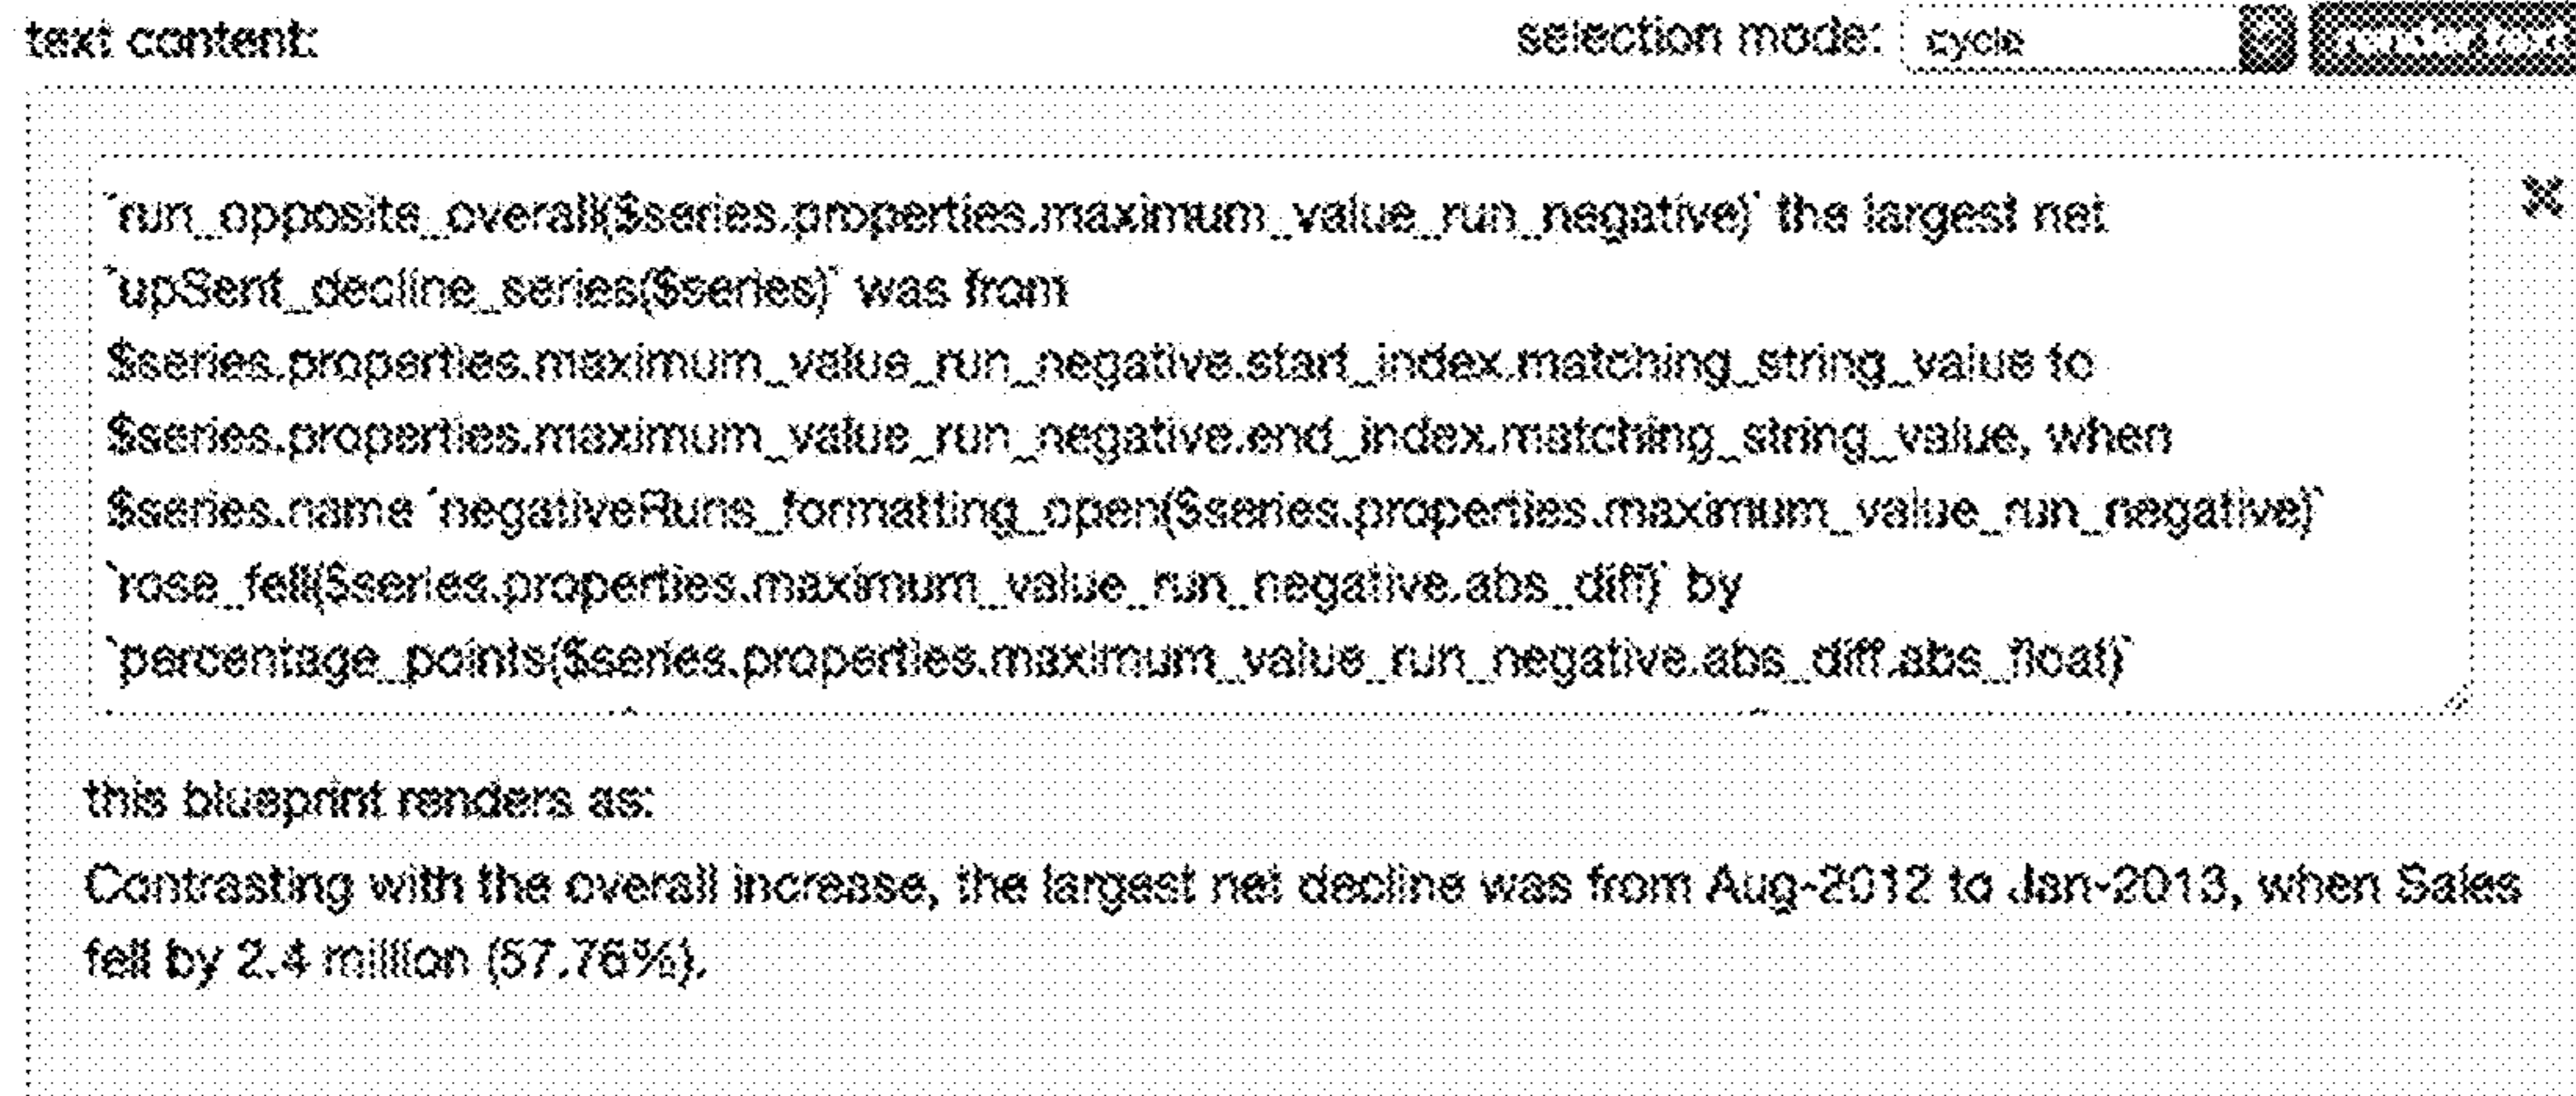 text content:
selection mode: cycle render text
`run_opposite_overall($series.properties.maximum_value_run_negative)` the largest net
`upSent_decline_series($series)` was from
$series.properties.maximum_value_run_negative.start_index.matching_string_value to
$series.properties.maximum_value_run_negative.end_index.matching_string_value, when
$series.name `negativeRuns_formatting_open($series.properties.maximum_value_run_negative)`
`rose_fell($series.properties.maximum_value_run_negative.abs_diff)` by
`percentage_points($series.properties.maximum_value_run_negative.abs_diff.abs_float)`
this blueprint renders as:
Contrasting with the overall increase, the largest net decline was from Aug-2012 to Jan-2013, when Sales
fell by 2.4 million (57.76%).